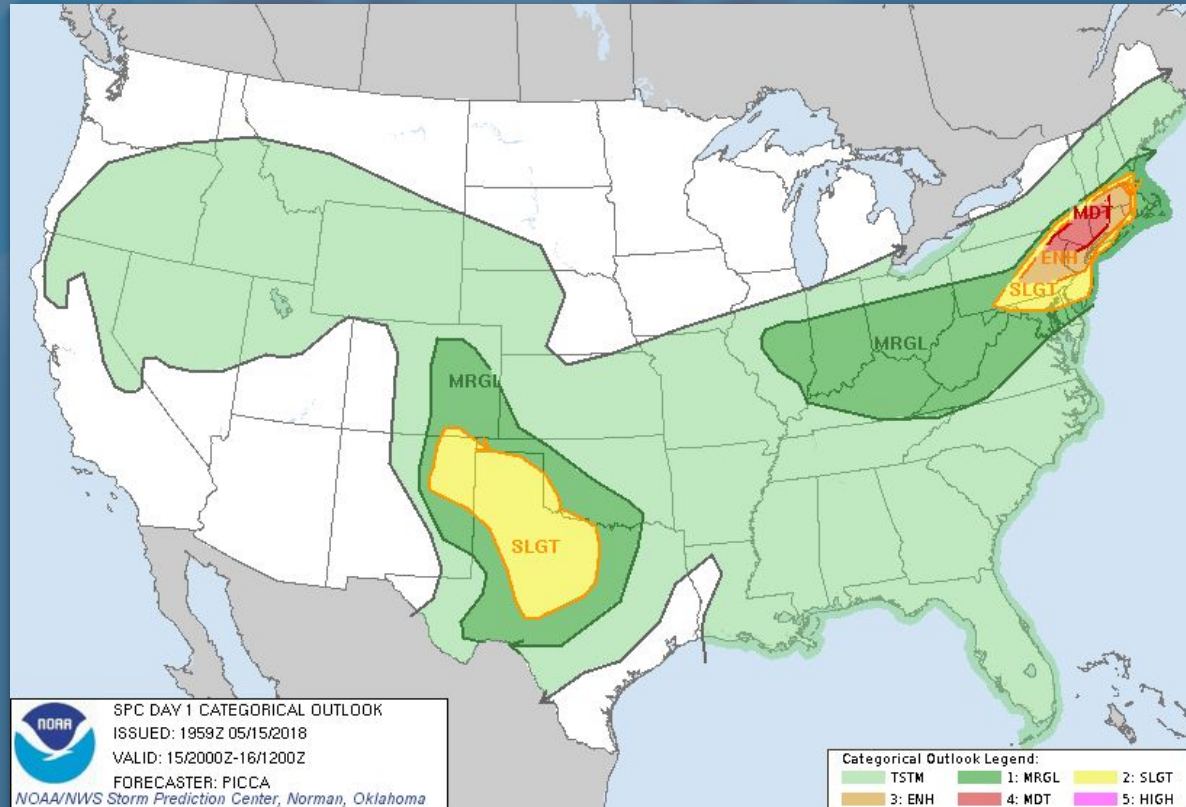 MDT
ENH
SLGT
MRGL
MRGL
SLGT
NOAA
SPC DAY 1 CATEGORICAL OUTLOOK
ISSUED: 1959Z 05/15/2018
VALID: 15/2000Z-16/1200Z
FORECASTER: PICCA
NOAA/NWS Storm Prediction Center, Norman, Oklahoma
Categorical Outlook Legend:
TSTM 1: MRGL 2: SLGT
3: ENH 4: MDT 5: HIGH